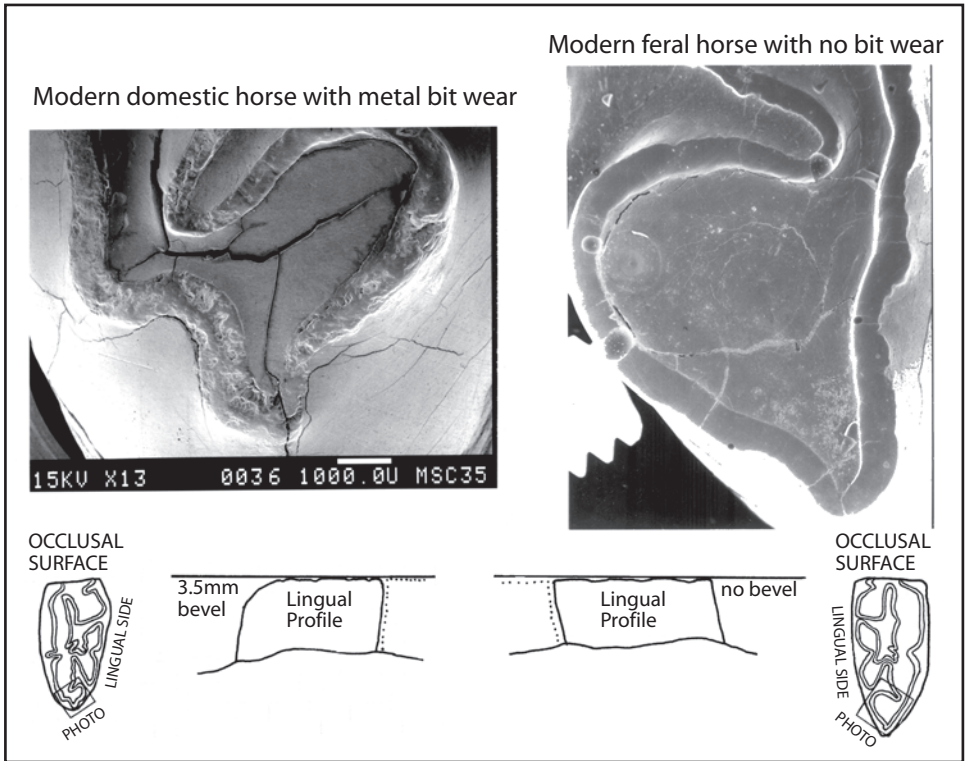 Modern feral horse with no bit wear
Modern domestic horse with metal bit wear
15KV X13 0036 1000.0U MSC35
OCCLUSAL
SURFACE
LINGUAL SIDE
PHOTO
3.5mm
bevel
Lingual
Profile
Lingual
Profile
no bevel
OCCLUSAL
SURFACE
LINGUAL SIDE
PHOTO